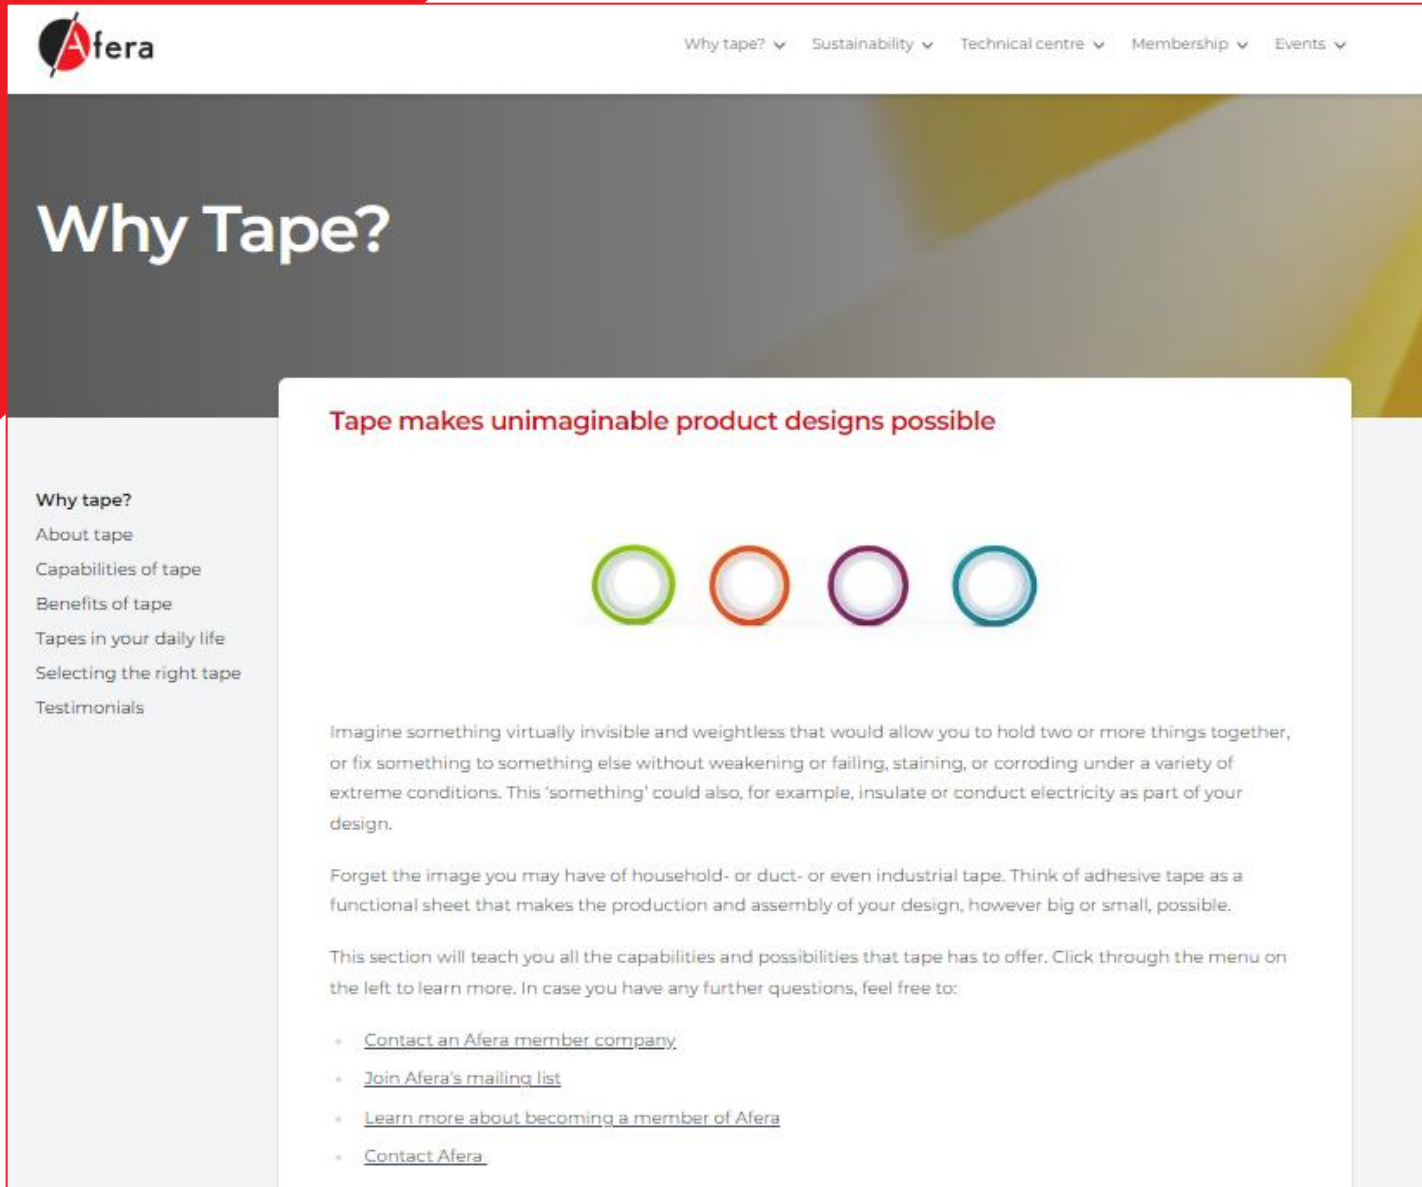 Afera
Why tape?
Sustainability
Technical centre
Membership
Events
Why Tape?
Tape makes unimaginable product designs possible
Why tape?
About tape
Capabilities of tape
Benefits of tape
Tapes in your daily life
Selecting the right tape
Testimonials
Imagine something virtually invisible and weightless that would allow you to hold two or more things together,
or fix something to something else without weakening or failing, staining, or corroding under a variety of
extreme conditions. This ‘something’ could also, for example, insulate or conduct electricity as part of your
design.
Forget the image you may have of household- or duct- or even industrial tape. Think of adhesive tape as a
functional sheet that makes the production and assembly of your design, however big or small, possible.
This section will teach you all the capabilities and possibilities that tape has to offer. Click through the menu on
the left to learn more. In case you have any further questions, feel free to:
Contact an Afera member company
Join Afera’s mailing list
Learn more about becoming a member of Afera
Contact Afera